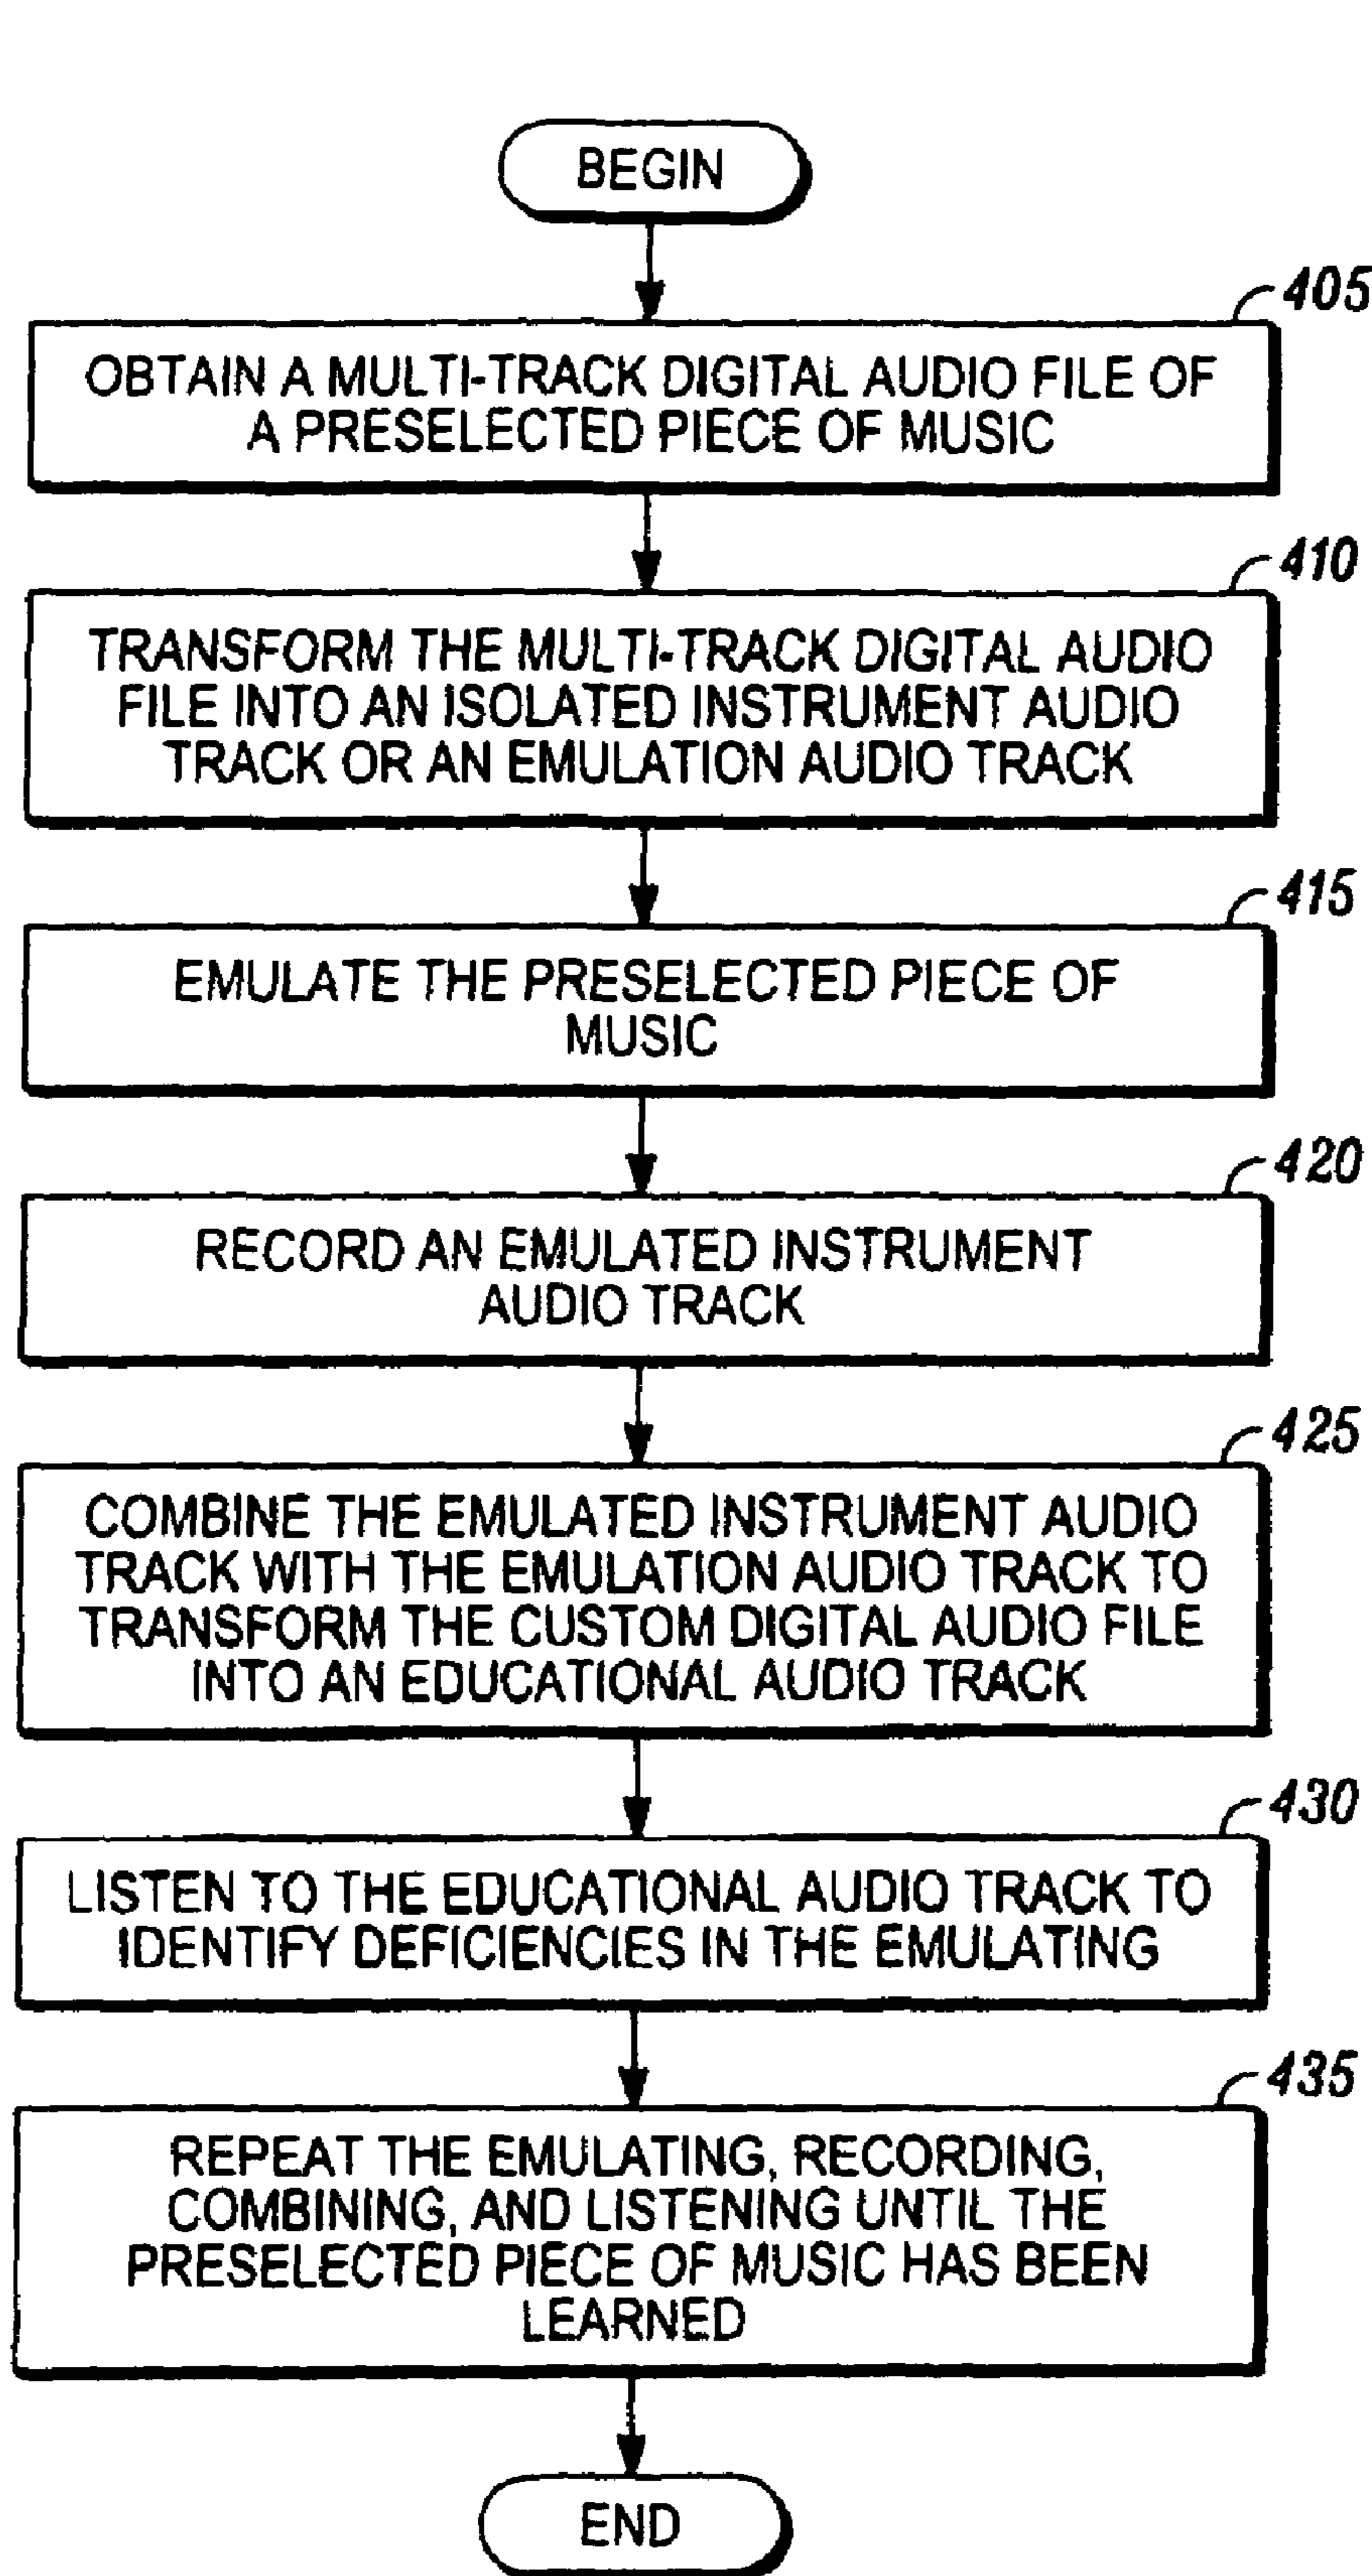 BEGIN
405
OBTAIN A MULTI-TRACK DIGITAL AUDIO FILE OF
A PRESELECTED PIECE OF MUSIC
410
TRANSFORM THE MULTI-TRACK DIGITAL AUDIO
FILE INTO AN ISOLATED INSTRUMENT AUDIO
TRACK OR AN EMULATION AUDIO TRACK
415
EMULATE THE PRESELECTED PIECE OF
MUSIC
420
RECORD AN EMULATED INSTRUMENT
AUDIO TRACK
425
COMBINE THE EMULATED INSTRUMENT AUDIO
TRACK WITH THE EMULATION AUDIO TRACK TO
TRANSFORM THE CUSTOM DIGITAL AUDIO FILE
INTO AN EDUCATIONAL AUDIO TRACK
430
LISTEN TO THE EDUCATIONAL AUDIO TRACK TO
IDENTIFY DEFICIENCIES IN THE EMULATING
435
REPEAT THE EMULATING, RECORDING,
COMBINING, AND LISTENING UNTIL THE
PRESELECTED PIECE OF MUSIC HAS BEEN
LEARNED
END